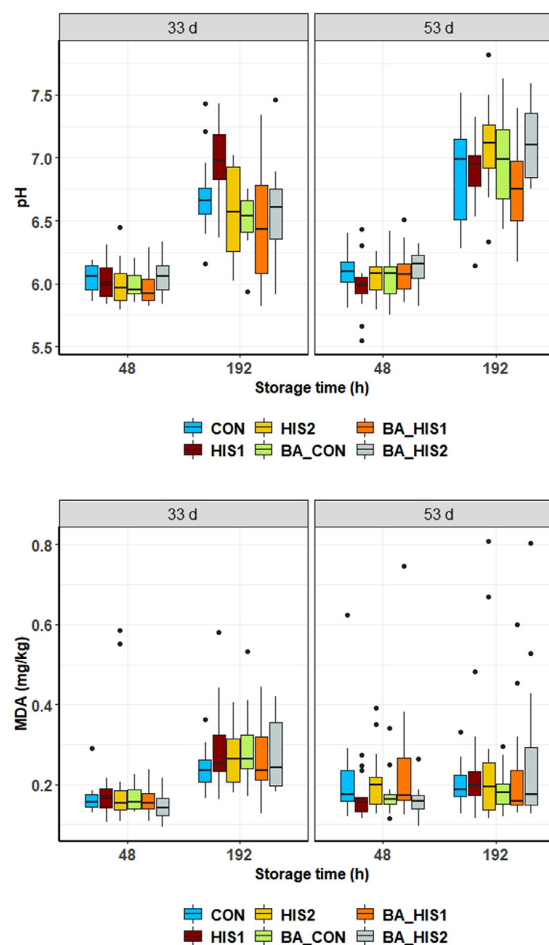 33 d 53 d
7.5
7.0
6.5
6.0
5.5
pH
48 192 48 192
Storage time (h)
CON HIS2 BA_HIS1
HIS1 BA_CON BA_HIS2
33 d 53 d
0.8
0.6
0.4
0.2
MDA (mg/kg)
48 192 48 192
Storage time (h)
CON HIS2 BA_HIS1
HIS1 BA_CON BA_HIS2